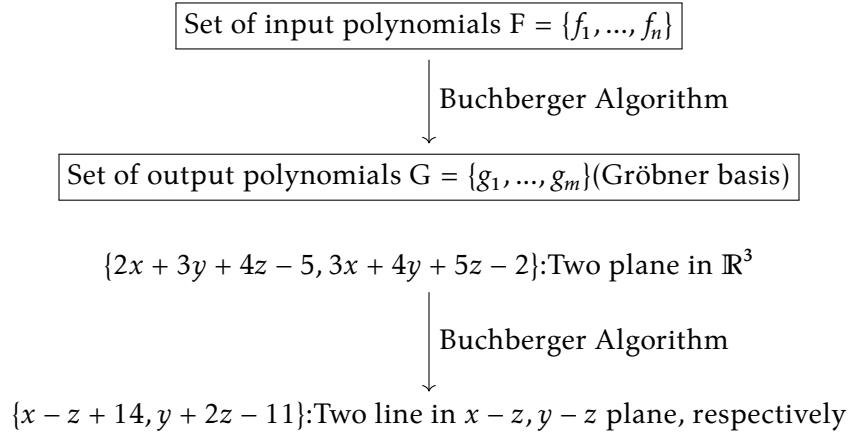 Set of input polynomials F = {f₁, ..., fₙ}
Buchberger Algorithm
Set of output polynomials G = {g₁, ..., gₘ}(Gröbner basis)
{2x + 3y + 4z − 5, 3x + 4y + 5z − 2}:Two plane in ℝ³
Buchberger Algorithm
{x − z + 14, y + 2z − 11}:Two line in x − z, y − z plane, respectively